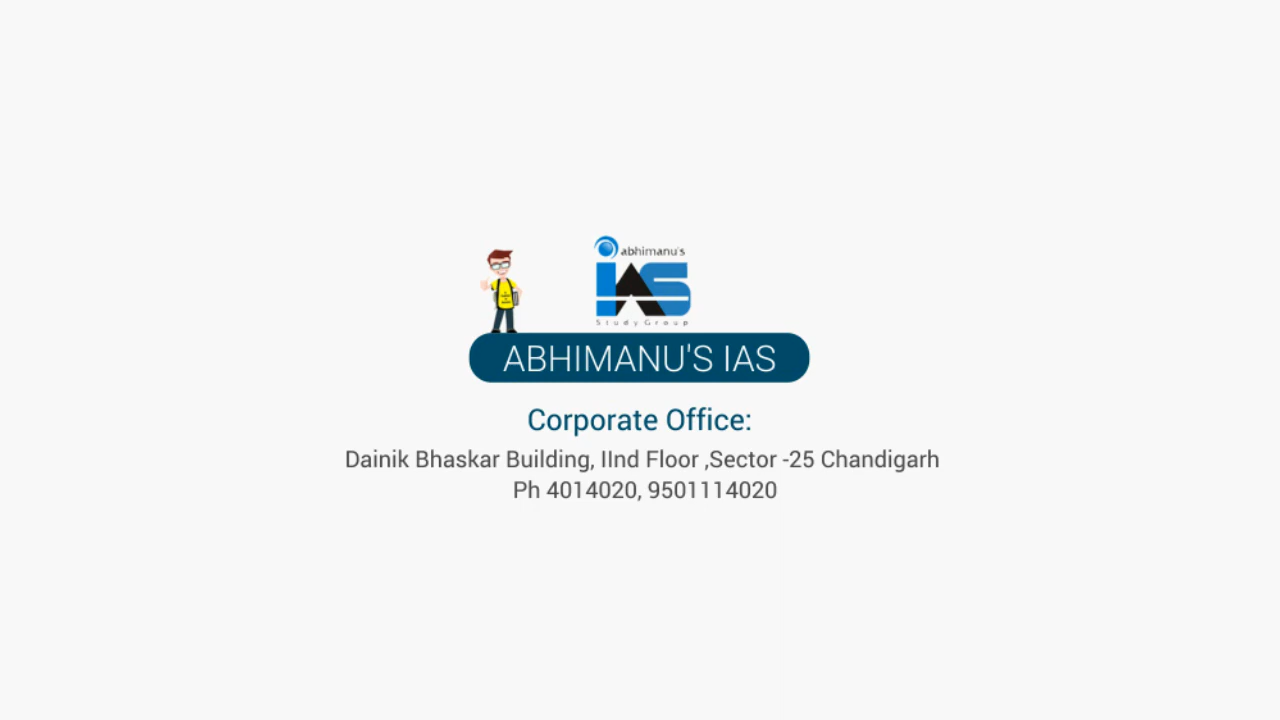 abhimanu's
IAS
Study Group
ABHIMANU'S IAS
Corporate Office:
Dainik Bhaskar Building, IInd Floor ,Sector -25 Chandigarh
Ph 4014020, 9501114020